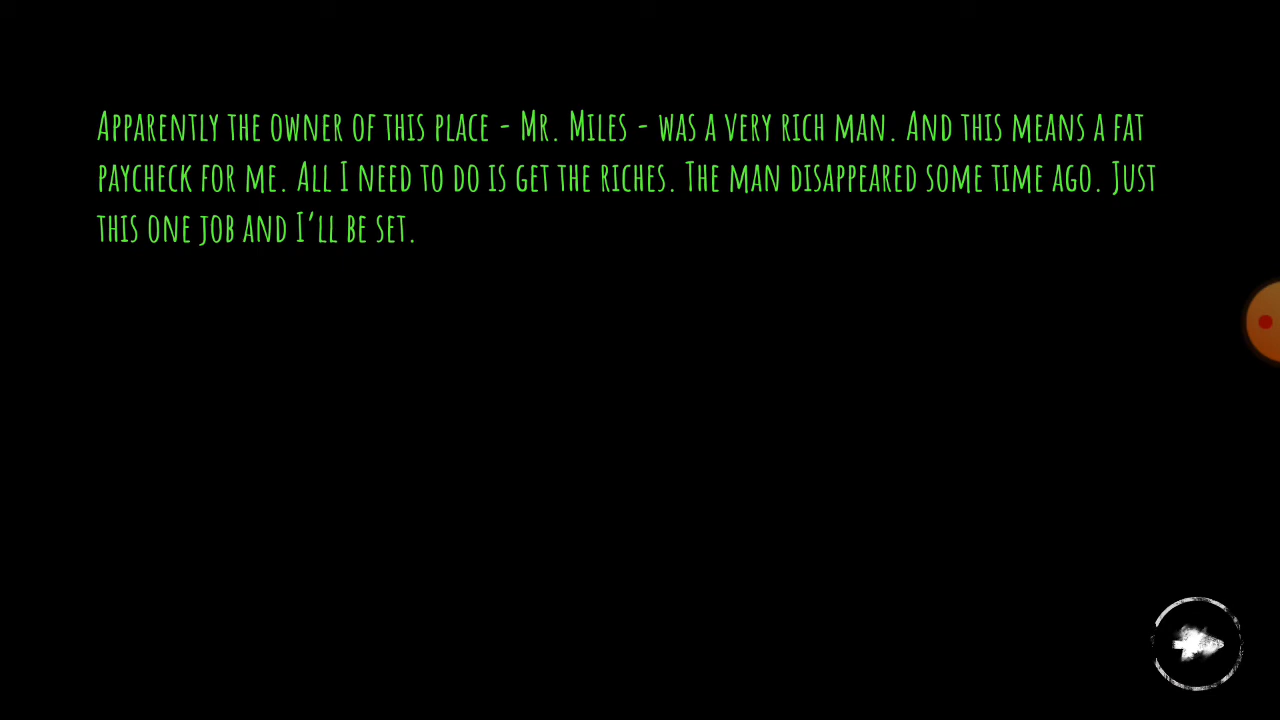 Apparently the owner of this place - Mr. Miles - was a very rich man. And this means a fat
paycheck for me. All I need to do is get the riches. The man disappeared some time ago. Just
this one job and I'll be set.